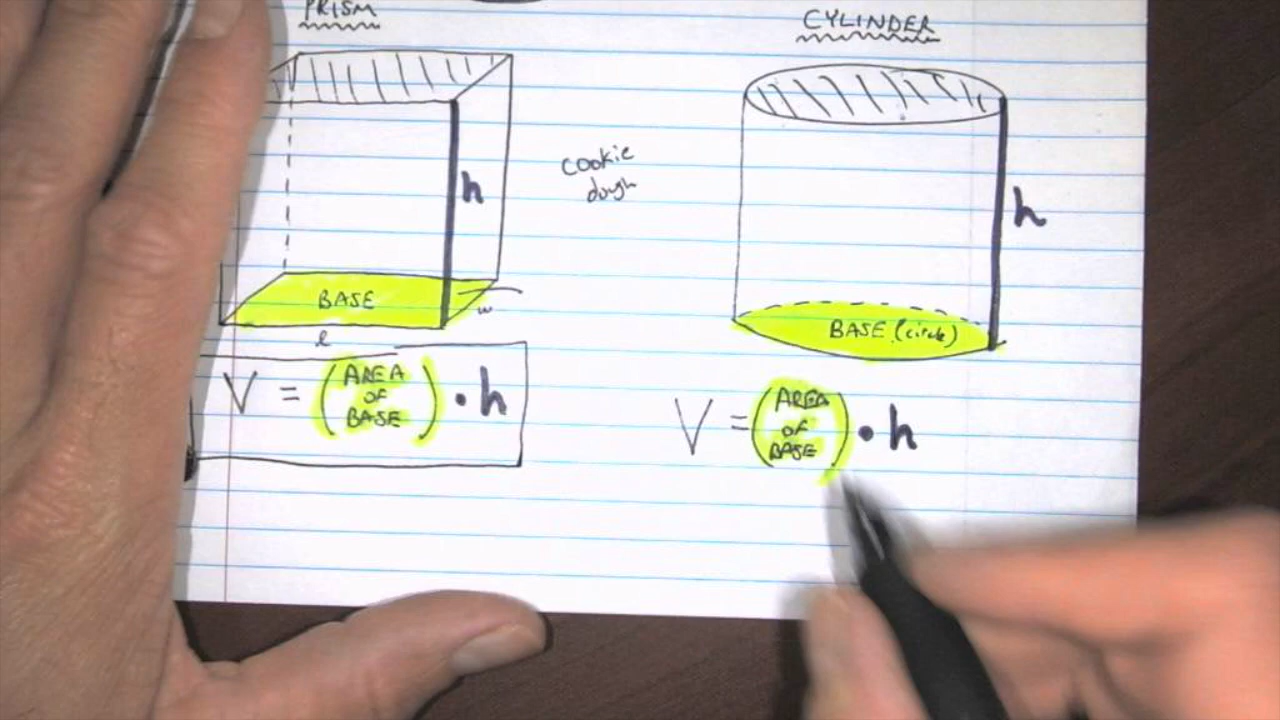 PRISM
CYLINDER
cookie
dough
h
h
BASE
w
l
BASE (circle)
V = (AREA OF BASE) · h
V = (AREA OF BASE) · h